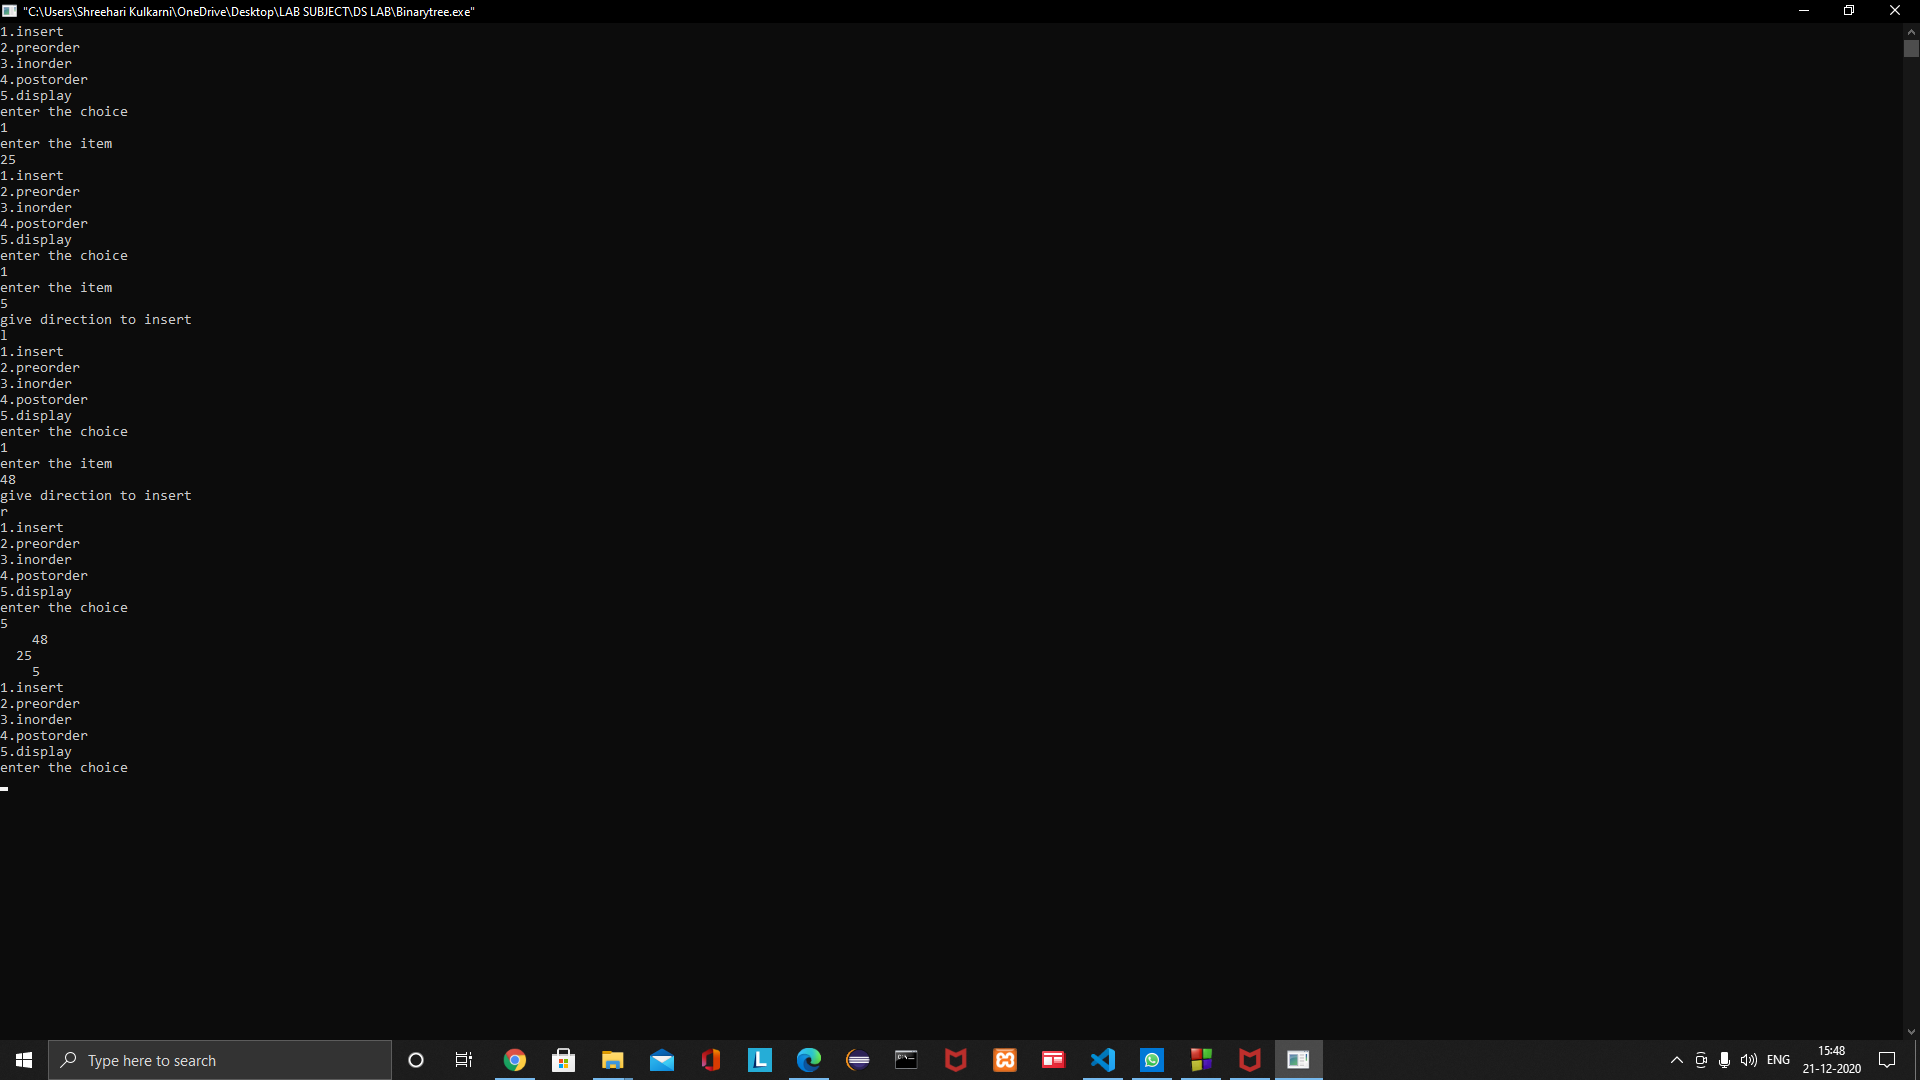 "C:\Users\Shreehari Kulkarni\OneDrive\Desktop\LAB SUBJECT\DS LAB\Binarytree.exe"
1.insert
2.preorder
3.inorder
4.postorder
5.display
enter the choice
1
enter the item
25
1.insert
2.preorder
3.inorder
4.postorder
5.display
enter the choice
1
enter the item
5
give direction to insert
l
1.insert
2.preorder
3.inorder
4.postorder
5.display
enter the choice
1
enter the item
48
give direction to insert
r
1.insert
2.preorder
3.inorder
4.postorder
5.display
enter the choice
5
    48
  25
    5
1.insert
2.preorder
3.inorder
4.postorder
5.display
enter the choice
Type here to search
L
ENG
15:48
21-12-2020